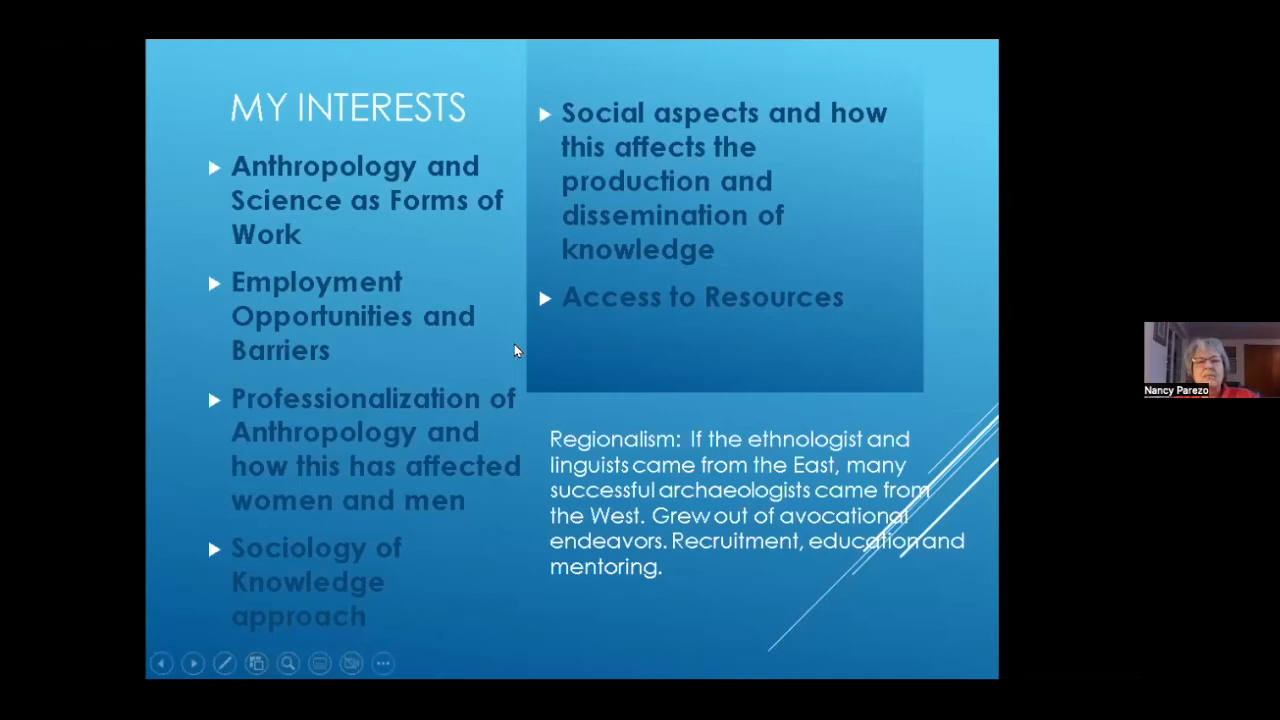 MY INTERESTS
Anthropology and
Science as Forms of
Work
Employment
Opportunities and
Barriers
Professionalization of
Anthropology and
how this has affected
women and men
Sociology of
Knowledge
approach
Social aspects and how
this affects the
production and
dissemination of
knowledge
Access to Resources
Regionalism: If the ethnologist and
linguists came from the East, many
successful archaeologists came from
the West. Grew out of avocational
endeavors. Recruitment, education and
mentoring.
Nancy Parezo